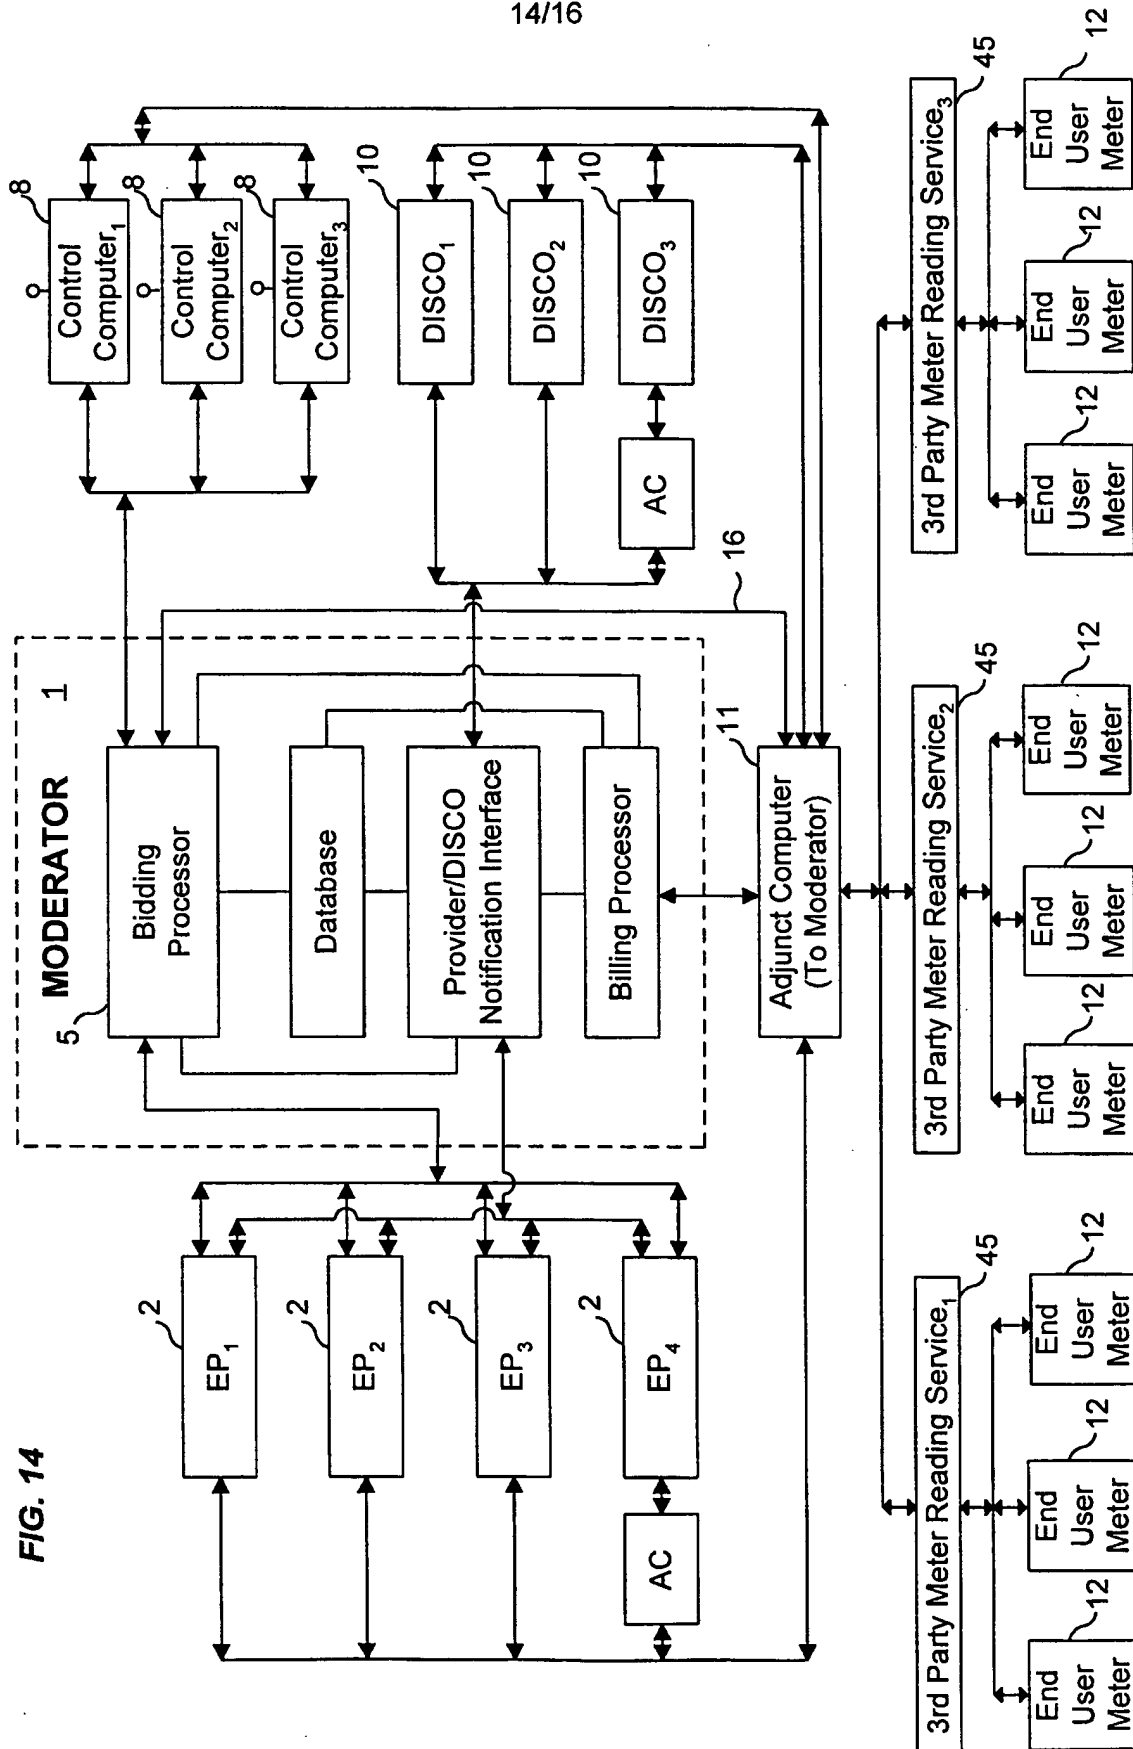 14/16
FIG. 14
MODERATOR
1
5
Bidding
Processor
Database
Provider/DISCO
Notification Interface
Billing Processor
2
EP1
2
EP2
2
EP3
2
EP4
AC
8
Control
Computer1
8
Control
Computer2
8
Control
Computer3
10
DISCO1
10
DISCO2
10
DISCO3
AC
16
11
Adjunct Computer
(To Moderator)
45
3rd Party Meter Reading Service1
45
3rd Party Meter Reading Service2
45
3rd Party Meter Reading Service3
12
End
User
Meter
12
End
User
Meter
12
End
User
Meter
12
End
User
Meter
12
End
User
Meter
12
End
User
Meter
12
End
User
Meter
12
End
User
Meter
12
End
User
Meter